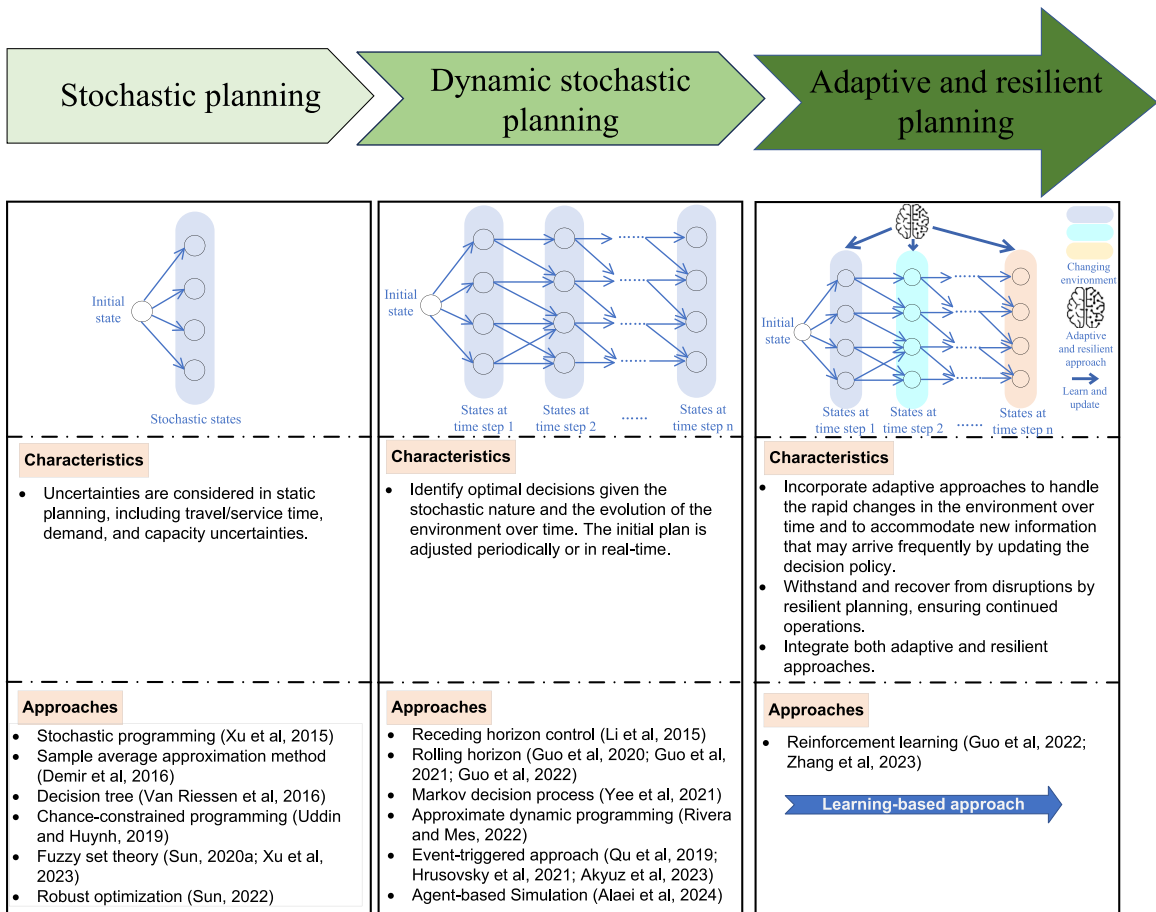 Stochastic planning
Dynamic stochastic
planning
Adaptive and resilient
planning
Initial
state
Stochastic states
Initial
state
States at
time step 1
States at
time step 2
......
States at
time step n
Initial
state
States at
time step 1
States at
time step 2
......
States at
time step n
Changing
environment
Adaptive
and resilient
approach
Learn and
update
Characteristics
• Uncertainties are considered in static
planning, including travel/service time,
demand, and capacity uncertainties.
Characteristics
• Identify optimal decisions given the
stochastic nature and the evolution of the
environment over time. The initial plan is
adjusted periodically or in real-time.
Characteristics
• Incorporate adaptive approaches to handle
the rapid changes in the environment over
time and to accommodate new information
that may arrive frequently by updating the
decision policy.
• Withstand and recover from disruptions by
resilient planning, ensuring continued
operations.
• Integrate both adaptive and resilient
approaches.
Approaches
• Stochastic programming (Xu et al, 2015)
• Sample average approximation method
(Demir et al, 2016)
• Decision tree (Van Riessen et al, 2016)
• Chance-constrained programming (Uddin
and Huynh, 2019)
• Fuzzy set theory (Sun, 2020a; Xu et al,
2023)
• Robust optimization (Sun, 2022)
Approaches
• Receding horizon control (Li et al, 2015)
• Rolling horizon (Guo et al, 2020; Guo et al,
2021; Guo et al, 2022)
• Markov decision process (Yee et al, 2021)
• Approximate dynamic programming (Rivera
and Mes, 2022)
• Event-triggered approach (Qu et al, 2019;
Hrusovsky et al, 2021; Akyuz et al, 2023)
• Agent-based Simulation (Alaei et al, 2024)
Approaches
• Reinforcement learning (Guo et al, 2022;
Zhang et al, 2023)
Learning-based approach